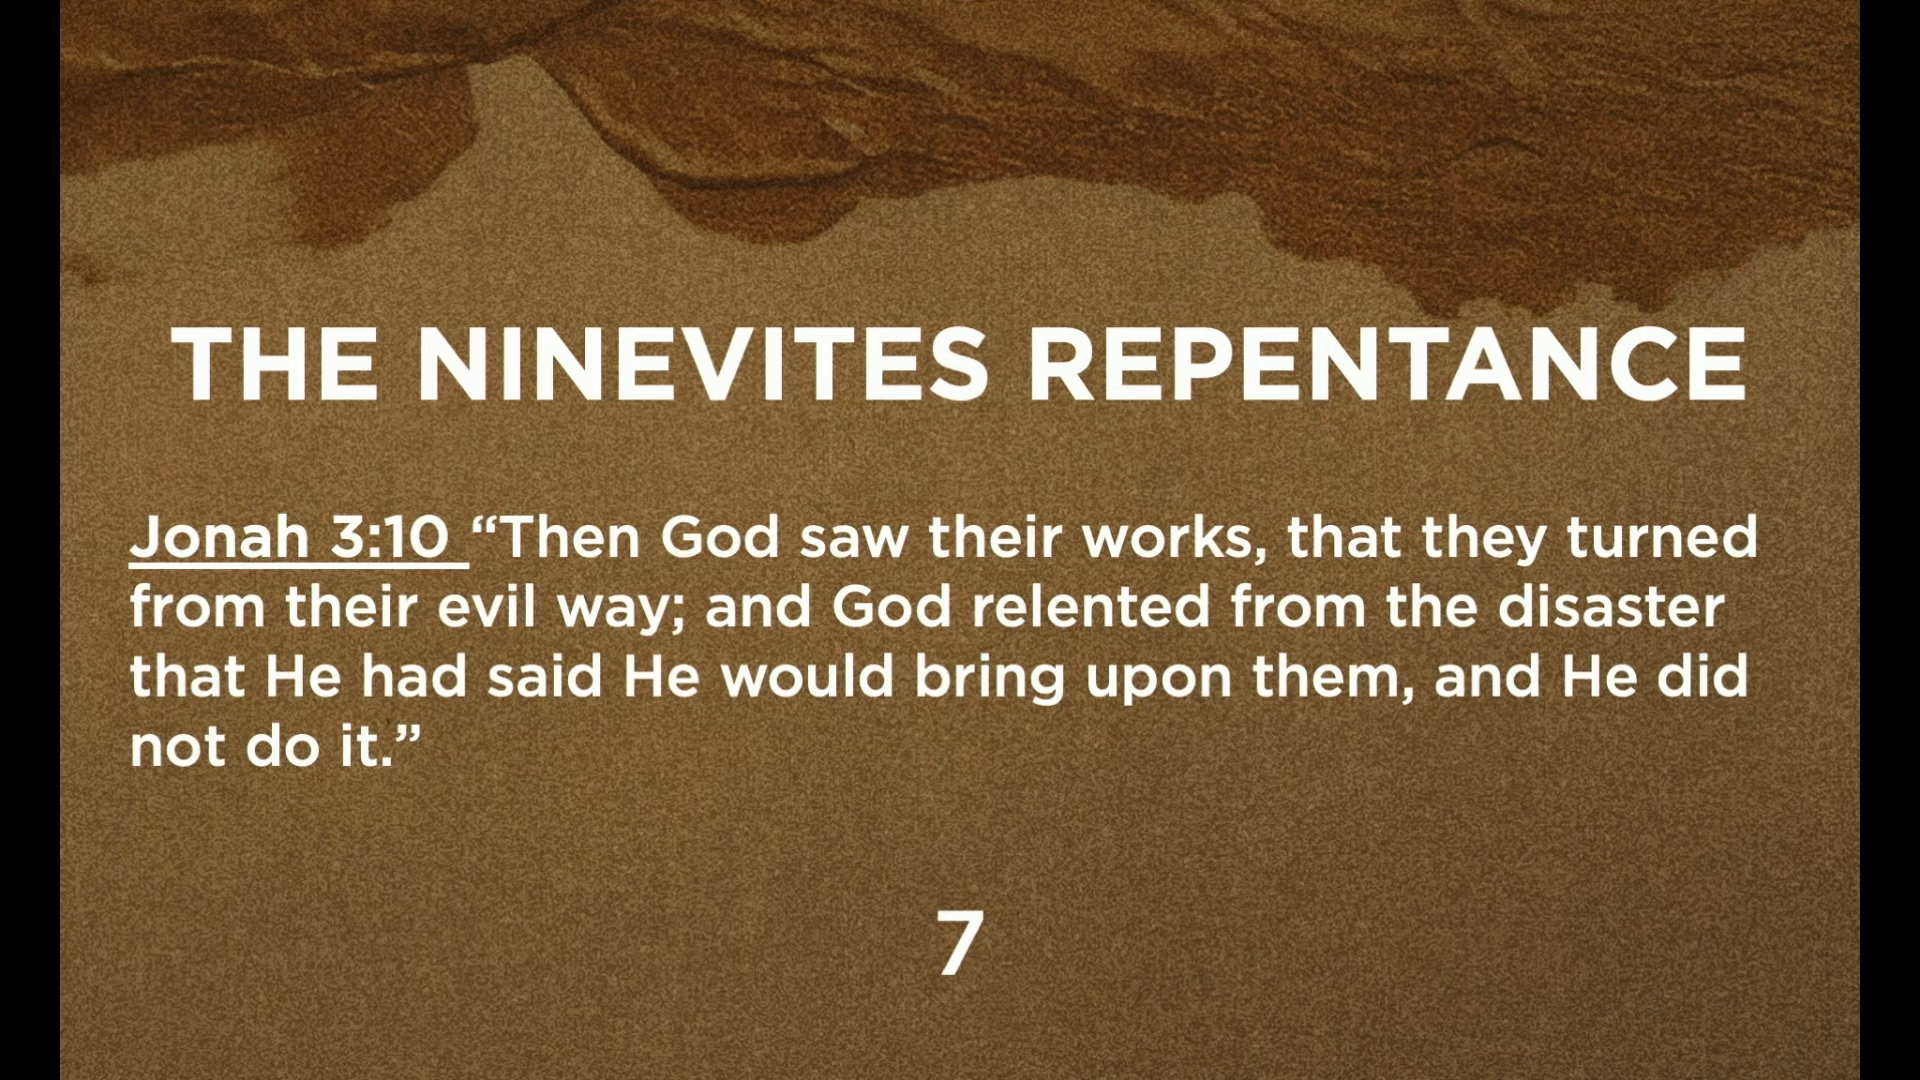 THE NINEVITES REPENTANCE
Jonah 3:10 “Then God saw their works, that they turned
from their evil way; and God relented from the disaster
that He had said He would bring upon them, and He did
not do it.”
7